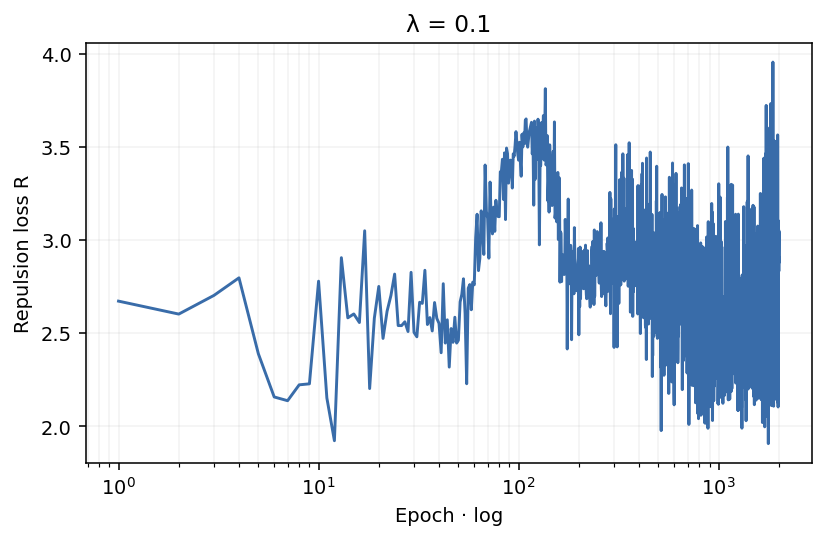 λ = 0.1
Repulsion loss R
4.0
3.5
3.0
2.5
2.0
10⁰ 10¹ 10² 10³
Epoch · log